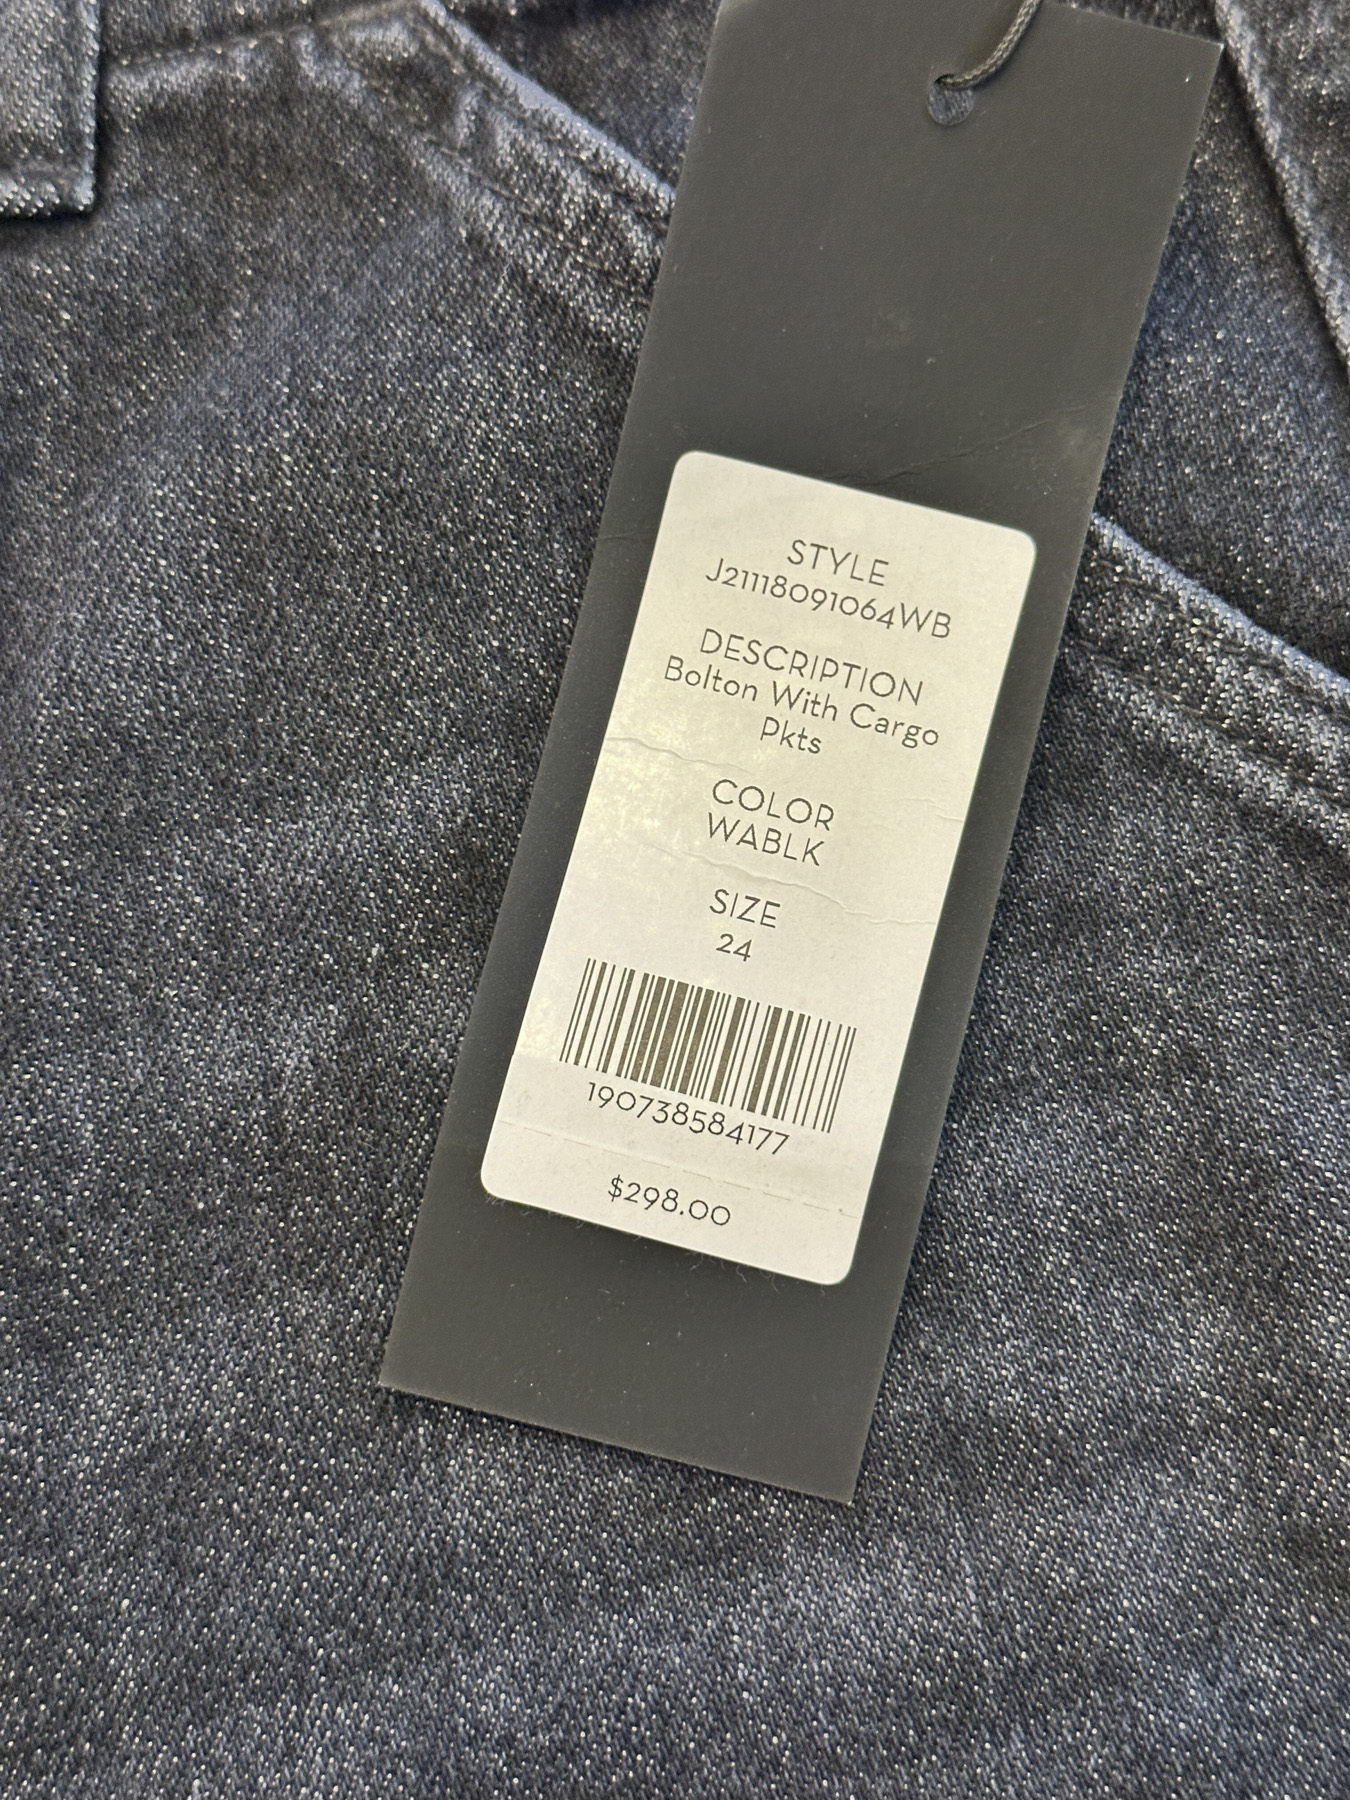 STYLE
J21118091064WB
DESCRIPTION
Bolton With Cargo
Pkts
COLOR
WABLK
SIZE
24
190738584177
$298.00